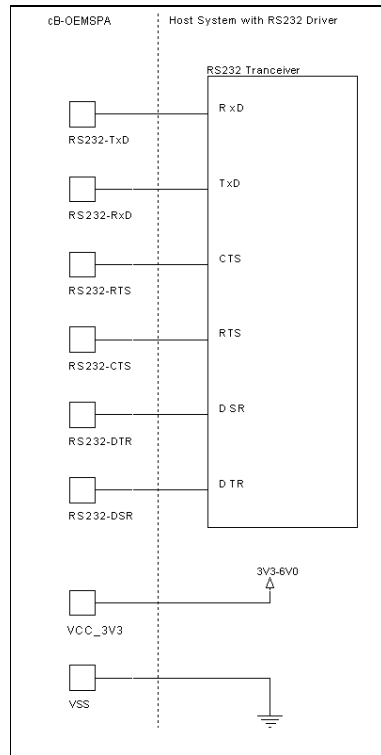 cB-OEMSPA
Host System with RS232 Driver
RS232 Tranceiver
RxD
RS232-TxD
TxD
RS232-RxD
CTS
RS232-RTS
RTS
RS232-CTS
DSR
RS232-DTR
DTR
RS232-DSR
3V3-6V0
VCC_3V3
VSS